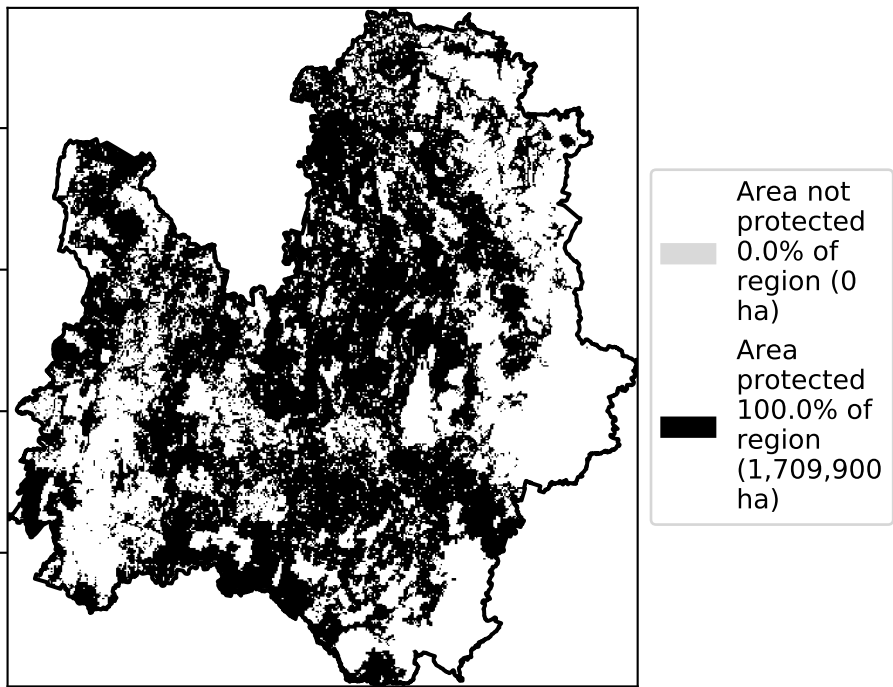 Area not
protected
0.0% of
region (0
ha)
Area
protected
100.0% of
region
(1,709,900
ha)